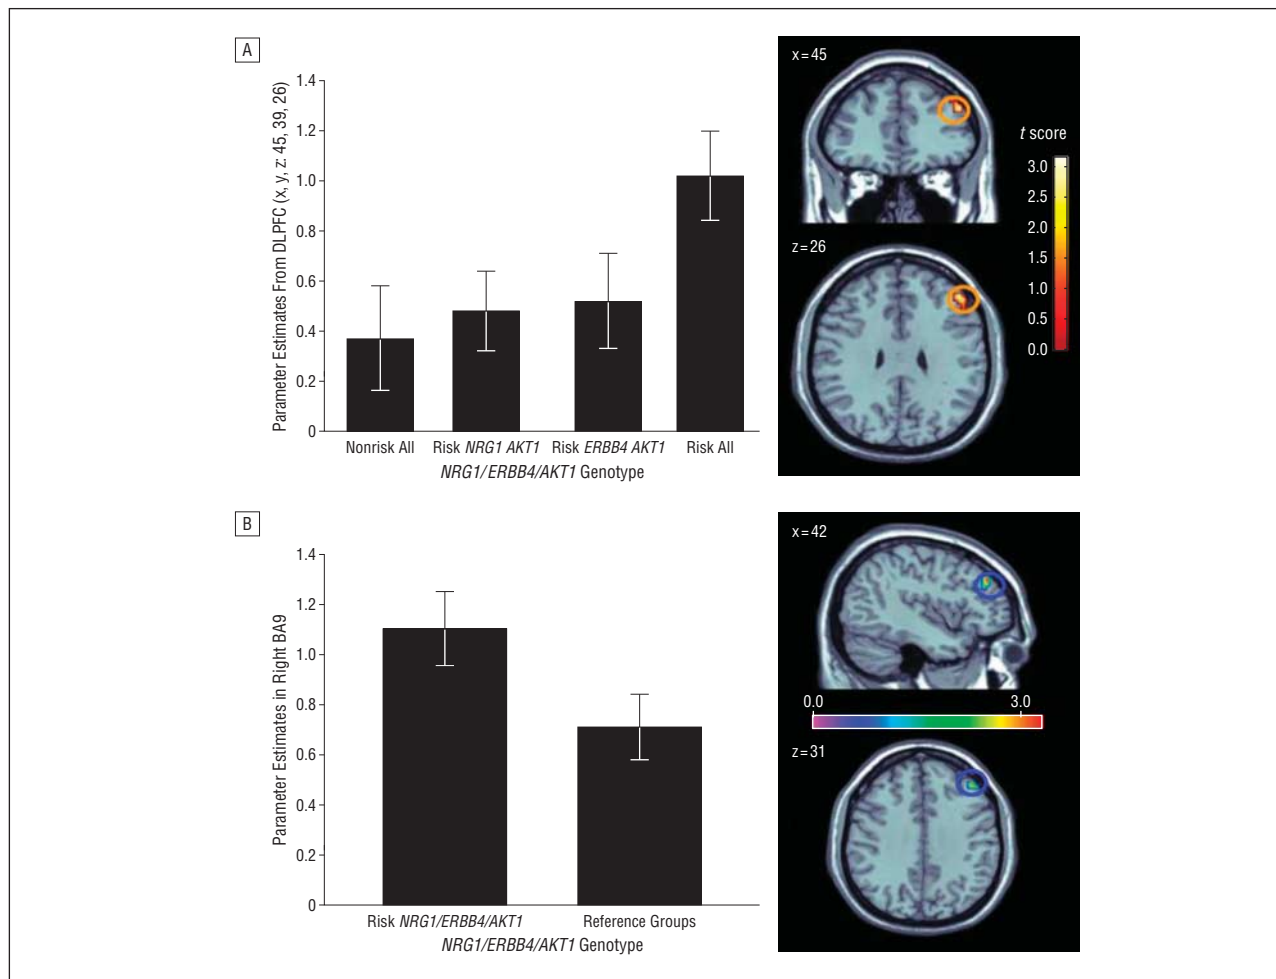 A
Parameter Estimates From DLPFC (x, y, z: 45, 39, 26)
1.4
1.2
1.0
0.8
0.6
0.4
0.2
0
Nonrisk All
Risk NRG1 AKT1
Risk ERBB4 AKT1
Risk All
NRG1/ERBB4/AKT1 Genotype
x=45
z=26
t score
3.0
2.5
2.0
1.5
1.0
0.5
0.0
B
Parameter Estimates in Right BA9
1.4
1.2
1.0
0.8
0.6
0.4
0.2
0
Risk NRG1/ERBB4/AKT1
Reference Groups
NRG1/ERBB4/AKT1 Genotype
x=42
0.0 3.0
z=31